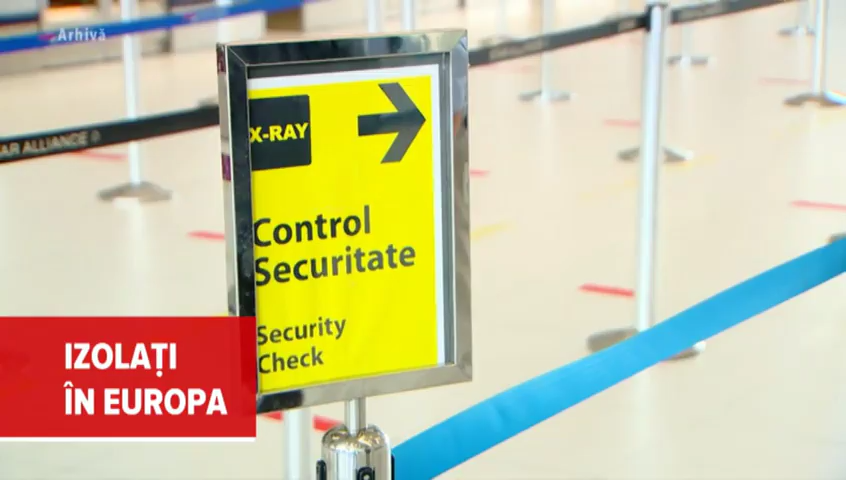 Arhivă
X-RAY
AR ALLIANCE
Control
Securitate
Security
Check
IZOLAȚI
ÎN EUROPA